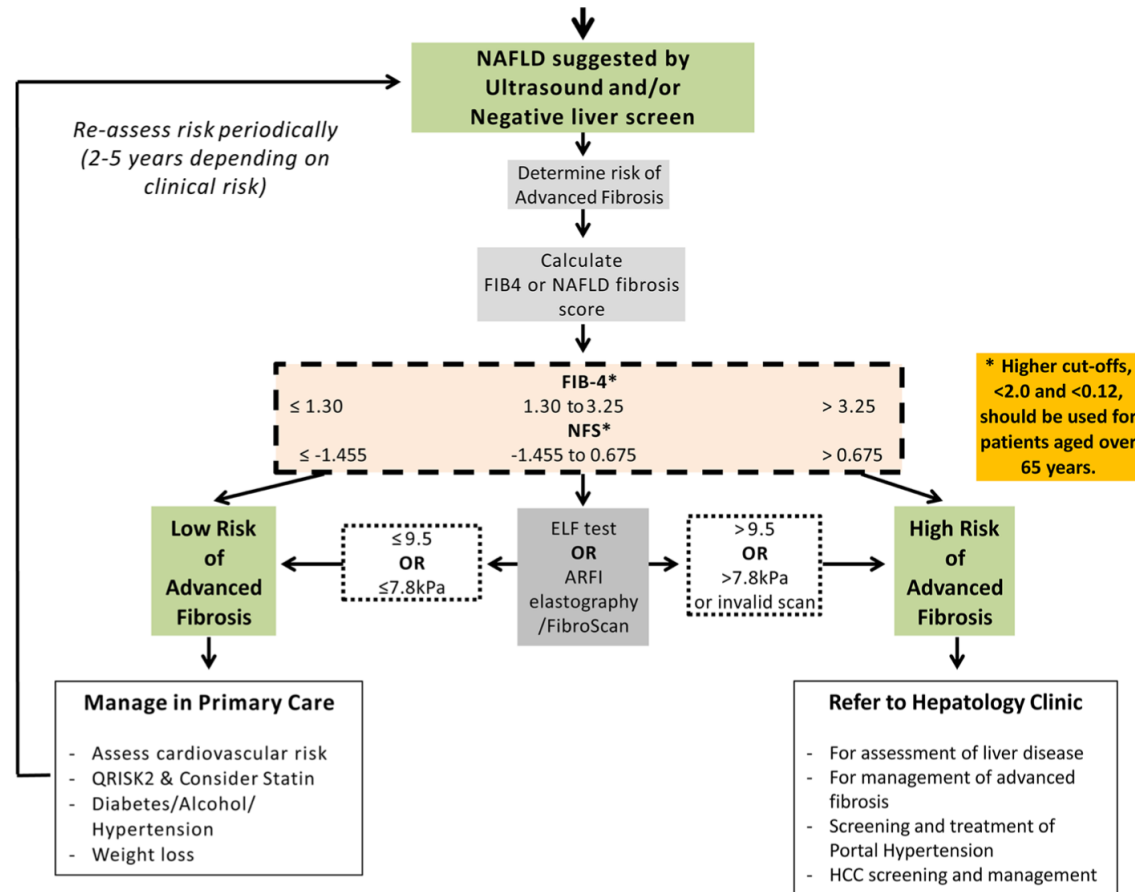 NAFLD suggested by
Ultrasound and/or
Negative liver screen
Re-assess risk periodically
(2-5 years depending on
clinical risk)
Determine risk of
Advanced Fibrosis
Calculate
FIB4 or NAFLD fibrosis
score
FIB-4*
≤ 1.30 1.30 to 3.25 > 3.25
NFS*
≤ -1.455 -1.455 to 0.675 > 0.675
* Higher cut-offs,
<2.0 and <0.12,
should be used for
patients aged over
65 years.
Low Risk
of
Advanced
Fibrosis
≤ 9.5
OR
≤7.8kPa
ELF test
OR
ARFI
elastography
/FibroScan
> 9.5
OR
>7.8kPa
or invalid scan
High Risk
of
Advanced
Fibrosis
Manage in Primary Care
- Assess cardiovascular risk
- QRISK2 & Consider Statin
- Diabetes/Alcohol/
Hypertension
- Weight loss
Refer to Hepatology Clinic
- For assessment of liver disease
- For management of advanced
fibrosis
- Screening and treatment of
Portal Hypertension
- HCC screening and management